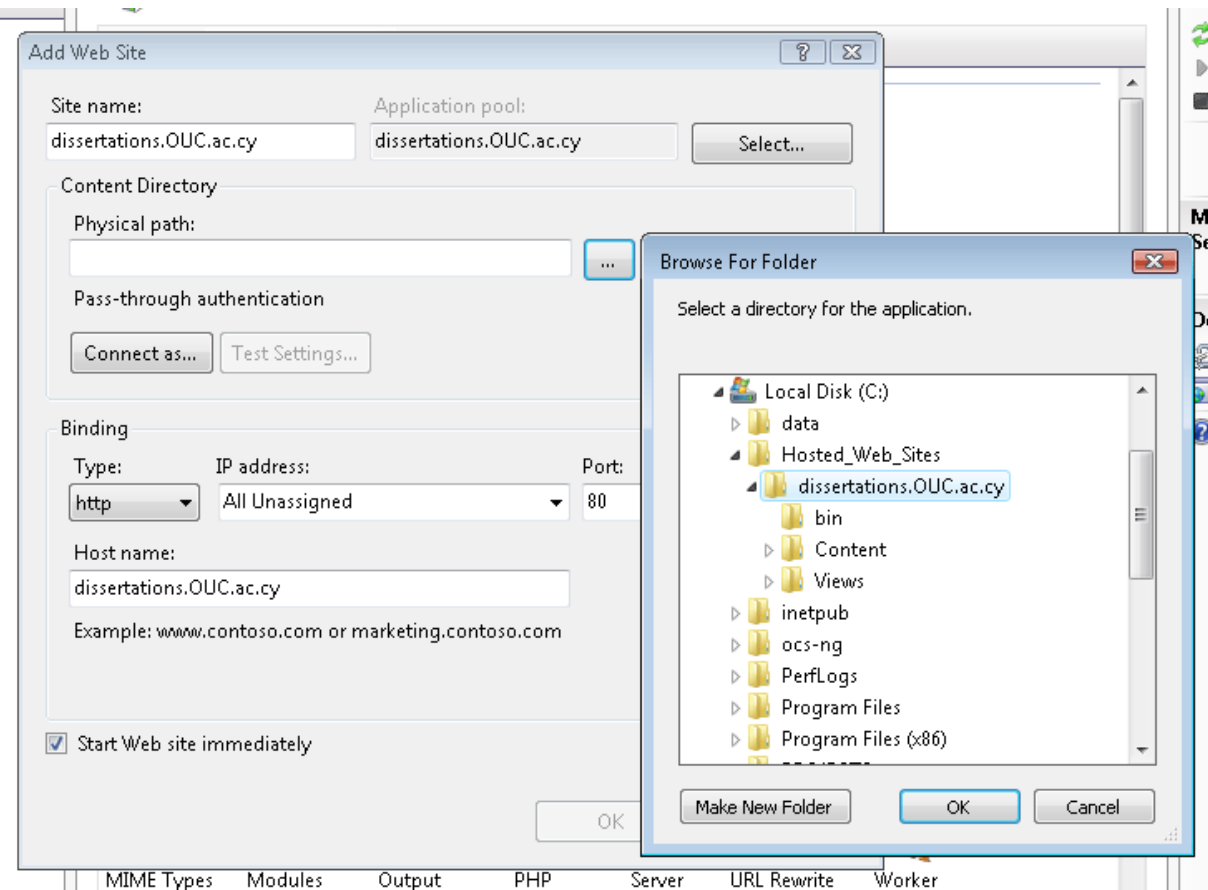 Add Web Site
Site name:
Application pool:
dissertations.OUC.ac.cy
dissertations.OUC.ac.cy
Select...
Content Directory
Physical path:
...
Pass-through authentication
Connect as...
Test Settings...
Binding
Type:
IP address:
Port:
http
All Unassigned
80
Host name:
dissertations.OUC.ac.cy
Example: www.contoso.com or marketing.contoso.com
Start Web site immediately
OK
Browse For Folder
Select a directory for the application.
Local Disk (C:)
data
Hosted_Web_Sites
dissertations.OUC.ac.cy
bin
Content
Views
inetpub
ocs-ng
PerfLogs
Program Files
Program Files (x86)
Make New Folder
OK
Cancel
MIME Types
Modules
Output
PHP
Server
URL Rewrite
Worker